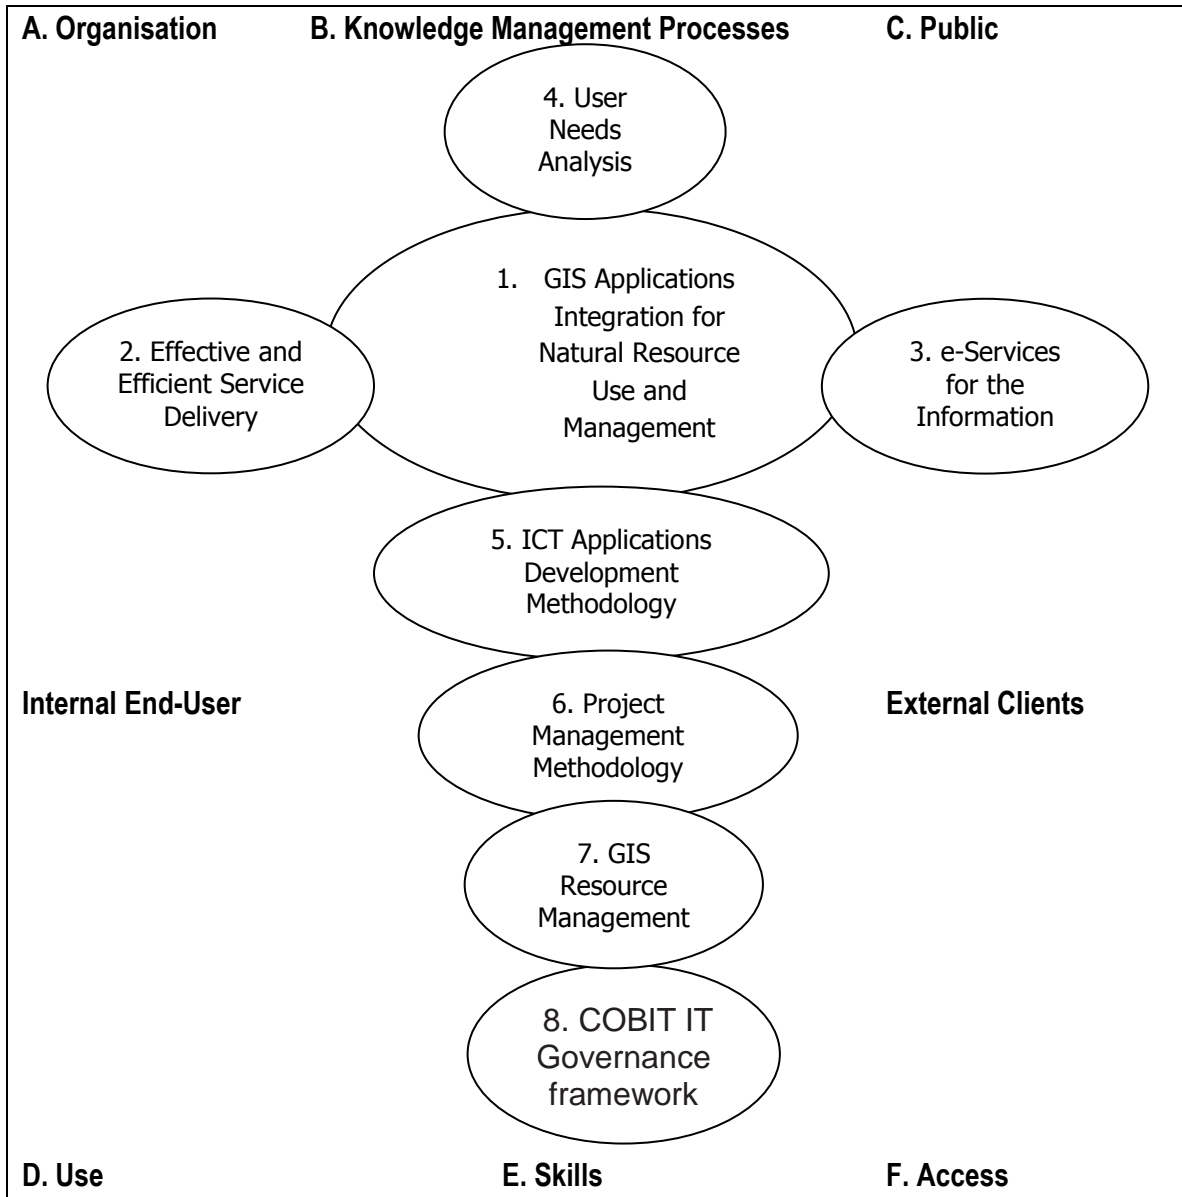 A. Organisation
B. Knowledge Management Processes
C. Public
4. User
Needs
Analysis
1. GIS Applications
Integration for
Natural Resource
Use and
Management
2. Effective and
Efficient Service
Delivery
3. e-Services
for the
Information
5. ICT Applications
Development
Methodology
Internal End-User
6. Project
Management
Methodology
External Clients
7. GIS
Resource
Management
8. COBIT IT
Governance
framework
D. Use
E. Skills
F. Access